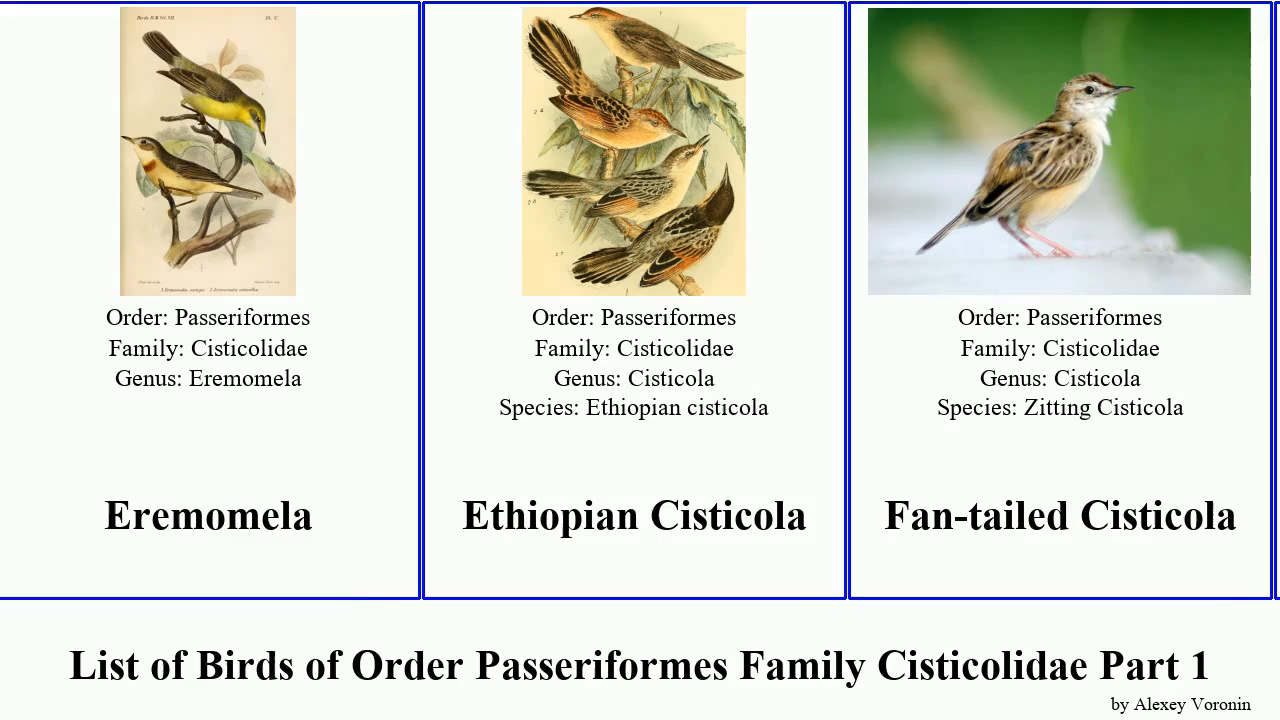 Order: Passeriformes
Family: Cisticolidae
Genus: Eremomela
Eremomela
Order: Passeriformes
Family: Cisticolidae
Genus: Cisticola
Species: Ethiopian cisticola
Ethiopian Cisticola
Order: Passeriformes
Family: Cisticolidae
Genus: Cisticola
Species: Zitting Cisticola
Fan-tailed Cisticola
List of Birds of Order Passeriformes Family Cisticolidae Part 1
by Alexey Voronin